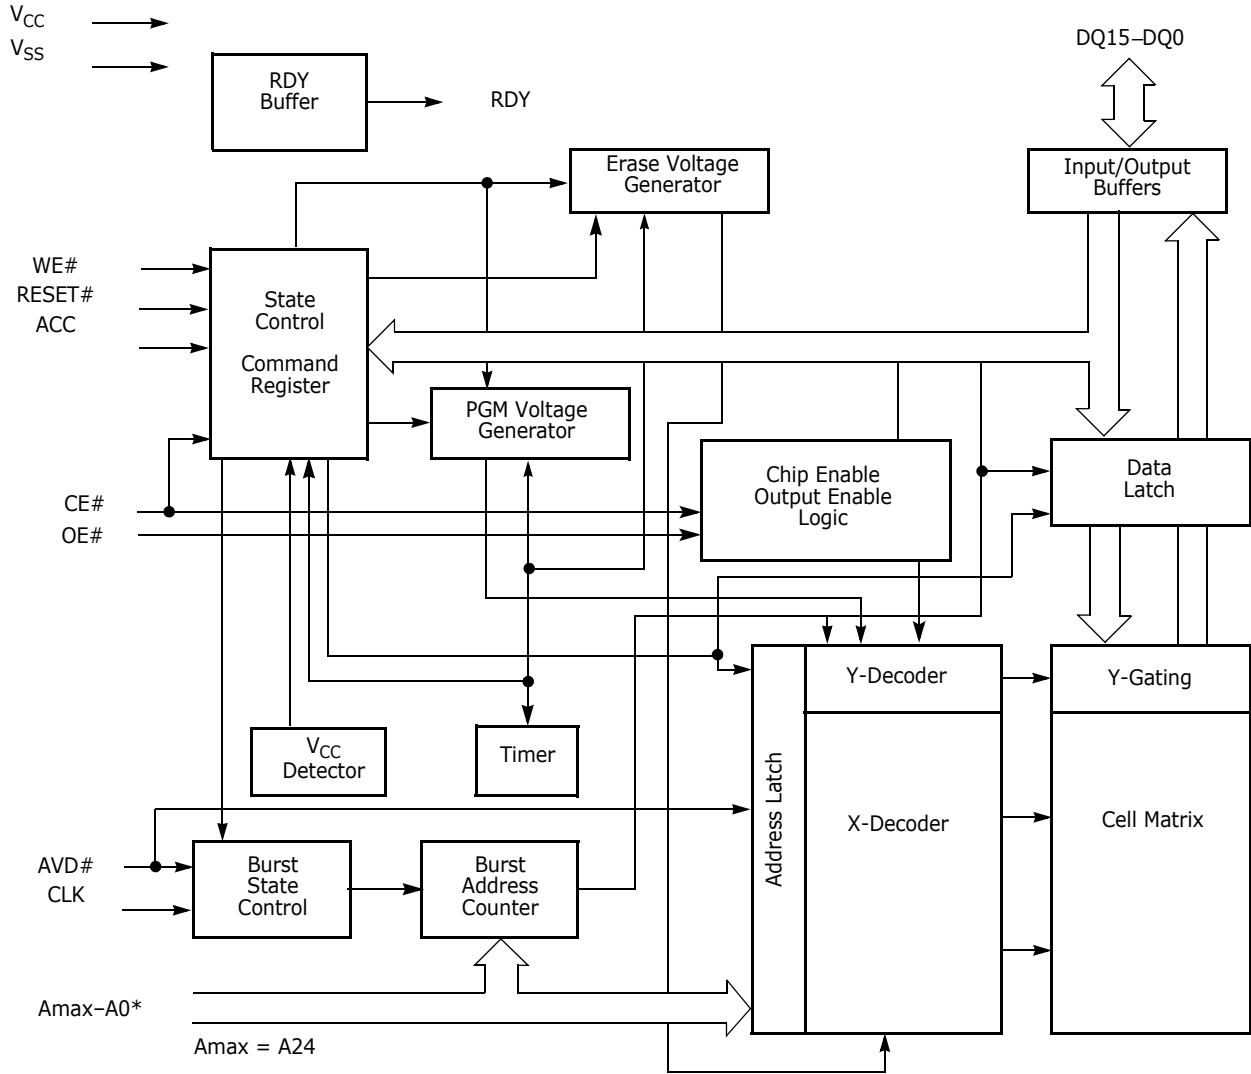 VCC
VSS
RDY
Buffer
RDY
DQ15–DQ0
Erase Voltage
Generator
Input/Output
Buffers
WE#
RESET#
ACC
State
Control
Command
Register
PGM Voltage
Generator
CE#
OE#
Chip Enable
Output Enable
Logic
Data
Latch
VCC
Detector
Timer
Address Latch
Y-Decoder
Y-Gating
X-Decoder
Cell Matrix
AVD#
CLK
Burst
State
Control
Burst
Address
Counter
Amax–A0*
Amax = A24